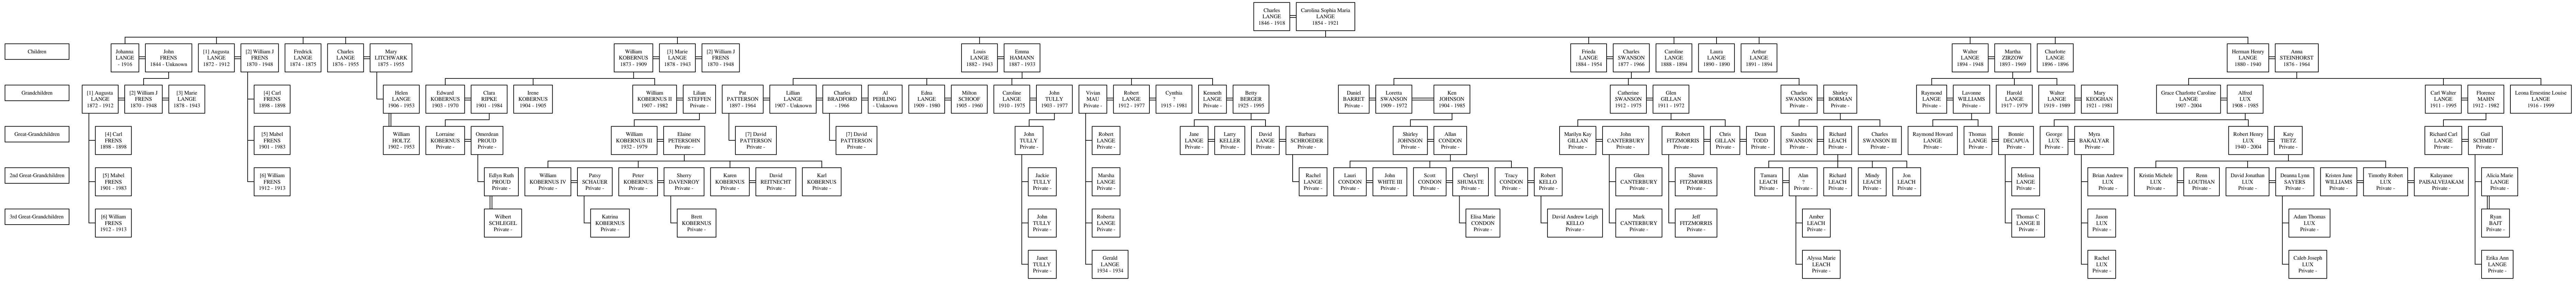 Charles
LANGE
1846 - 1918
Carolina Sophia Maria
LANGE
1854 - 1921
Children
Johanna
LANGE
- 1916
John
FRENS
1844 - Unknown
[1] Augusta
LANGE
1872 - 1912
[2] William J
FRENS
1870 - 1948
Fredrick
LANGE
1874 - 1875
Charles
LANGE
1876 - 1955
Mary
LITCHWARK
1875 - 1955
William
KOBERNUS
1873 - 1909
[3] Marie
LANGE
1878 - 1943
[2] William J
FRENS
1870 - 1948
Louis
LANGE
1882 - 1943
Emma
HAMANN
1887 - 1933
Frieda
LANGE
1884 - 1954
Charles
SWANSON
1877 - 1966
Caroline
LANGE
1888 - 1894
Laura
LANGE
1890 - 1890
Arthur
LANGE
1891 - 1894
Walter
LANGE
1894 - 1948
Martha
ZIRZOW
1893 - 1969
Charlotte
LANGE
1896 - 1896
Herman Henry
LANGE
1880 - 1940
Anna
STEINHORST
1876 - 1964
Grandchildren
[1] Augusta
LANGE
1872 - 1912
[2] William J
FRENS
1870 - 1948
[3] Marie
LANGE
1878 - 1943
[4] Carl
FRENS
1898 - 1898
Helen
LANGE
1906 - 1953
Edward
KOBERNUS
1903 - 1970
Clara
RIPKE
1901 - 1984
Irene
KOBERNUS
1904 - 1905
William
KOBERNUS II
1907 - 1982
Lilian
STEFFEN
Private -
Pat
PATTERSON
1897 - 1964
Lillian
LANGE
1907 - Unknown
Charles
BRADFORD
- 1966
Al
PEHLING
- Unknown
Edna
LANGE
1909 - 1980
Milton
SCHOOF
1905 - 1960
Caroline
LANGE
1910 - 1975
John
TULLY
1903 - 1977
Vivian
MAU
Private -
Robert
LANGE
1912 - 1977
Cynthia
?
1915 - 1981
Kenneth
LANGE
Private -
Betty
BERGER
1925 - 1995
Daniel
BARRET
Private -
Loretta
SWANSON
1909 - 1972
Ken
JOHNSON
1904 - 1985
Catherine
SWANSON
1912 - 1975
Glen
GILLAN
1911 - 1972
Charles
SWANSON
Private -
Shirley
BORMAN
Private -
Raymond
LANGE
Private -
Lavonne
WILLIAMS
Private -
Harold
LANGE
1917 - 1979
Walter
LANGE
1919 - 1989
Mary
KEOGHAN
1921 - 1981
Grace Charlotte Caroline
LANGE
1907 - 2004
Alfred
LUX
1908 - 1985
Carl Walter
LANGE
1911 - 1995
Florence
MAHN
1912 - 1982
Lorena Ernestine Louise
LANGE
1916 - 1999
Great-Grandchildren
[4] Carl
FRENS
1898 - 1898
[5] Mabel
FRENS
1901 - 1983
William
HOLTZ
1902 - 1953
Lorraine
KOBERNUS
Private -
Omerdean
PROUD
Private -
William
KOBERNUS III
1932 - 1979
Elaine
PETERSOHN
Private -
[7] David
PATTERSON
Private -
[7] David
PATTERSON
Private -
John
TULLY
Private -
Robert
LANGE
Private -
Jane
LANGE
Private -
Larry
KELLER
Private -
David
LANGE
Private -
Barbara
SCHROEDER
Private -
Shirley
JOHNSON
Private -
Allan
CONDON
Private -
Marilyn Kay
GILLAN
Private -
John
CANTERBURY
Private -
Robert
FITZMORRIS
Private -
Chris
GILLAN
Private -
Dean
TODD
Private -
Sandra
SWANSON
Private -
Richard
LEACH
Private -
Charles
SWANSON III
Private -
Raymond Howard
LANGE
Private -
Thomas
LANGE
Private -
Bonnie
DECAPUA
Private -
George
LUX
Private -
Myra
BAKALYAR
Private -
Robert Henry
LUX
1940 - 2004
Katy
TIETZ
Private -
Richard Carl
LANGE
Private -
Gail
SCHMIDT
Private -
2nd Great-Grandchildren
[5] Mabel
FRENS
1901 - 1983
[6] William
FRENS
1912 - 1913
Edlyn Ruth
PROUD
Private -
William
KOBERNUS IV
Private -
Patsy
SCHAUER
Private -
Peter
KOBERNUS
Private -
Sherry
DAVENROY
Private -
Karen
KOBERNUS
Private -
David
REITNECHT
Private -
Karl
KOBERNUS
Private -
Jackie
TULLY
Private -
Marsha
LANGE
Private -
Rachel
LANGE
Private -
Lauri
CONDON
Private -
John
WHITE III
Private -
Scott
CONDON
Private -
Cheryl
SHUMATE
Private -
Tracy
CONDON
Private -
Robert
KELLO
Private -
Glen
CANTERBURY
Private -
Shawn
FITZMORRIS
Private -
Tamara
LEACH
Private -
Alan
?
Private -
Richard
LEACH
Private -
Mindy
LEACH
Private -
Jon
LEACH
Private -
Melissa
LANGE
Private -
Brian Andrew
LUX
Private -
Kristin Michele
LUX
Private -
Renn
LOUTHAN
Private -
David Jonathan
LUX
Private -
Deanna Lynn
SAYERS
Private -
Kristen June
WILLIAMS
Private -
Timothy Robert
LUX
Private -
Kalayanee
PAISALVEJAKAM
Private -
Alicia Marie
LANGE
Private -
3rd Great-Grandchildren
[6] William
FRENS
1912 - 1913
Wilbert
SCHLEGEL
Private -
Katrina
KOBERNUS
Private -
Brett
KOBERNUS
Private -
John
TULLY
Private -
Roberta
LANGE
Private -
Elisa Marie
CONDON
Private -
David Andrew Leigh
KELLO
Private -
Mark
CANTERBURY
Private -
Jeff
FITZMORRIS
Private -
Amber
LEACH
Private -
Thomas C
LANGE II
Private -
Jason
LUX
Private -
Adam Thomas
LUX
Private -
Ryan
BAIT
Private -
Janet
TULLY
Private -
Gerald
LANGE
1934 - 1934
Alyssa Marie
LEACH
Private -
Rachel
LUX
Private -
Caleb Joseph
LUX
Private -
Erika Ann
LANGE
Private -